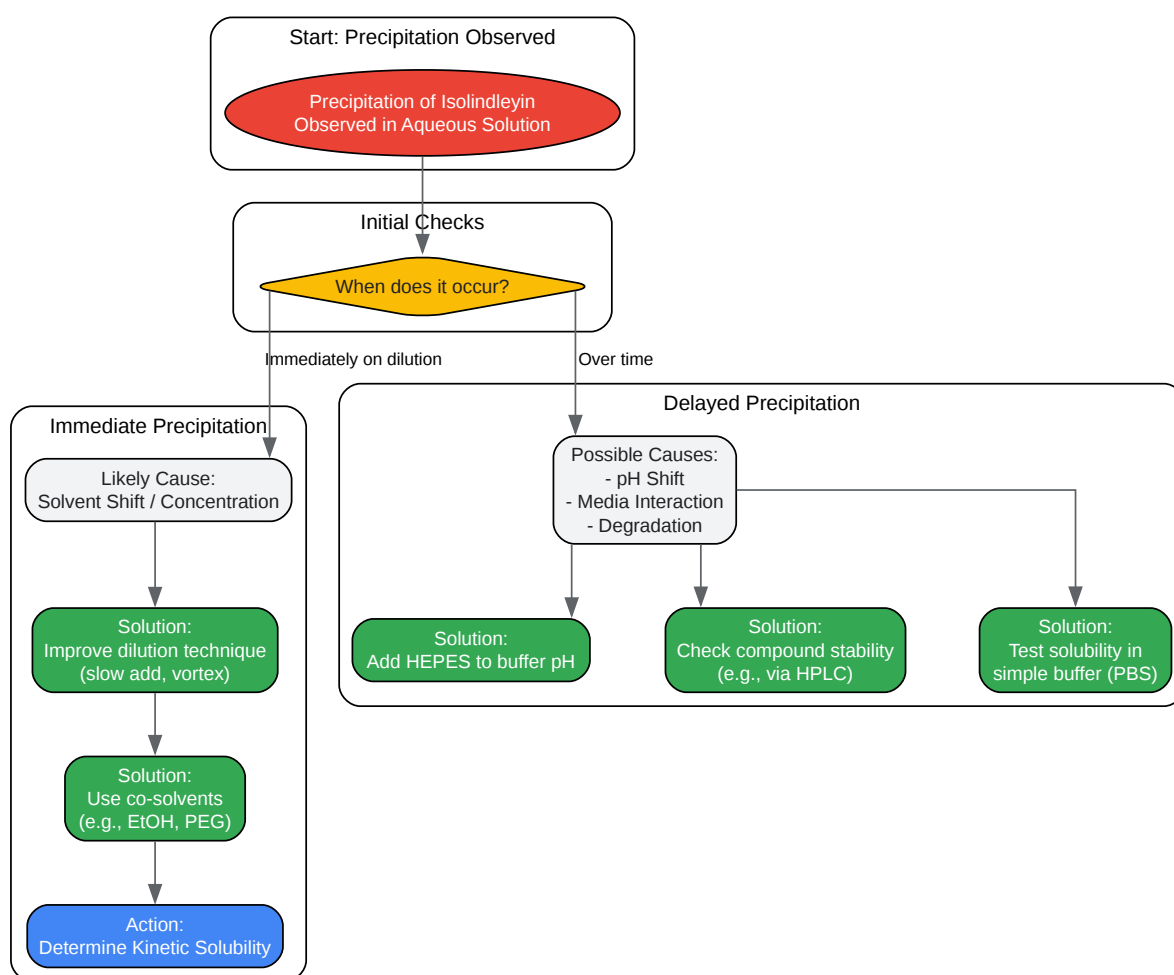 Start: Precipitation Observed
Precipitation of Isolindleyin
Observed in Aqueous Solution
Initial Checks
When does it occur?
Immediately on dilution
Over time
Immediate Precipitation
Likely Cause:
Solvent Shift / Concentration
Solution:
Improve dilution technique
(slow add, vortex)
Solution:
Use co-solvents
(e.g., EtOH, PEG)
Action:
Determine Kinetic Solubility
Delayed Precipitation
Possible Causes:
- pH Shift
- Media Interaction
- Degradation
Solution:
Add HEPES to buffer pH
Solution:
Check compound stability
(e.g., via HPLC)
Solution:
Test solubility in
simple buffer (PBS)